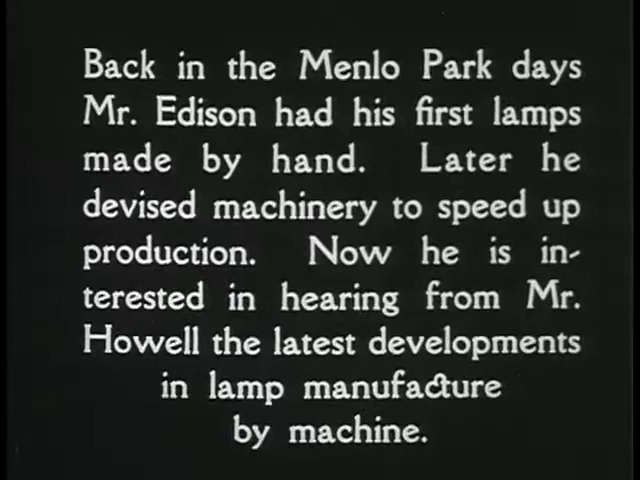 Back in the Menlo Park days
Mr. Edison had his first lamps
made by hand. Later he
devised machinery to speed up
production. Now he is in-
terested in hearing from Mr.
Howell the latest developments
in lamp manufacture
by machine.